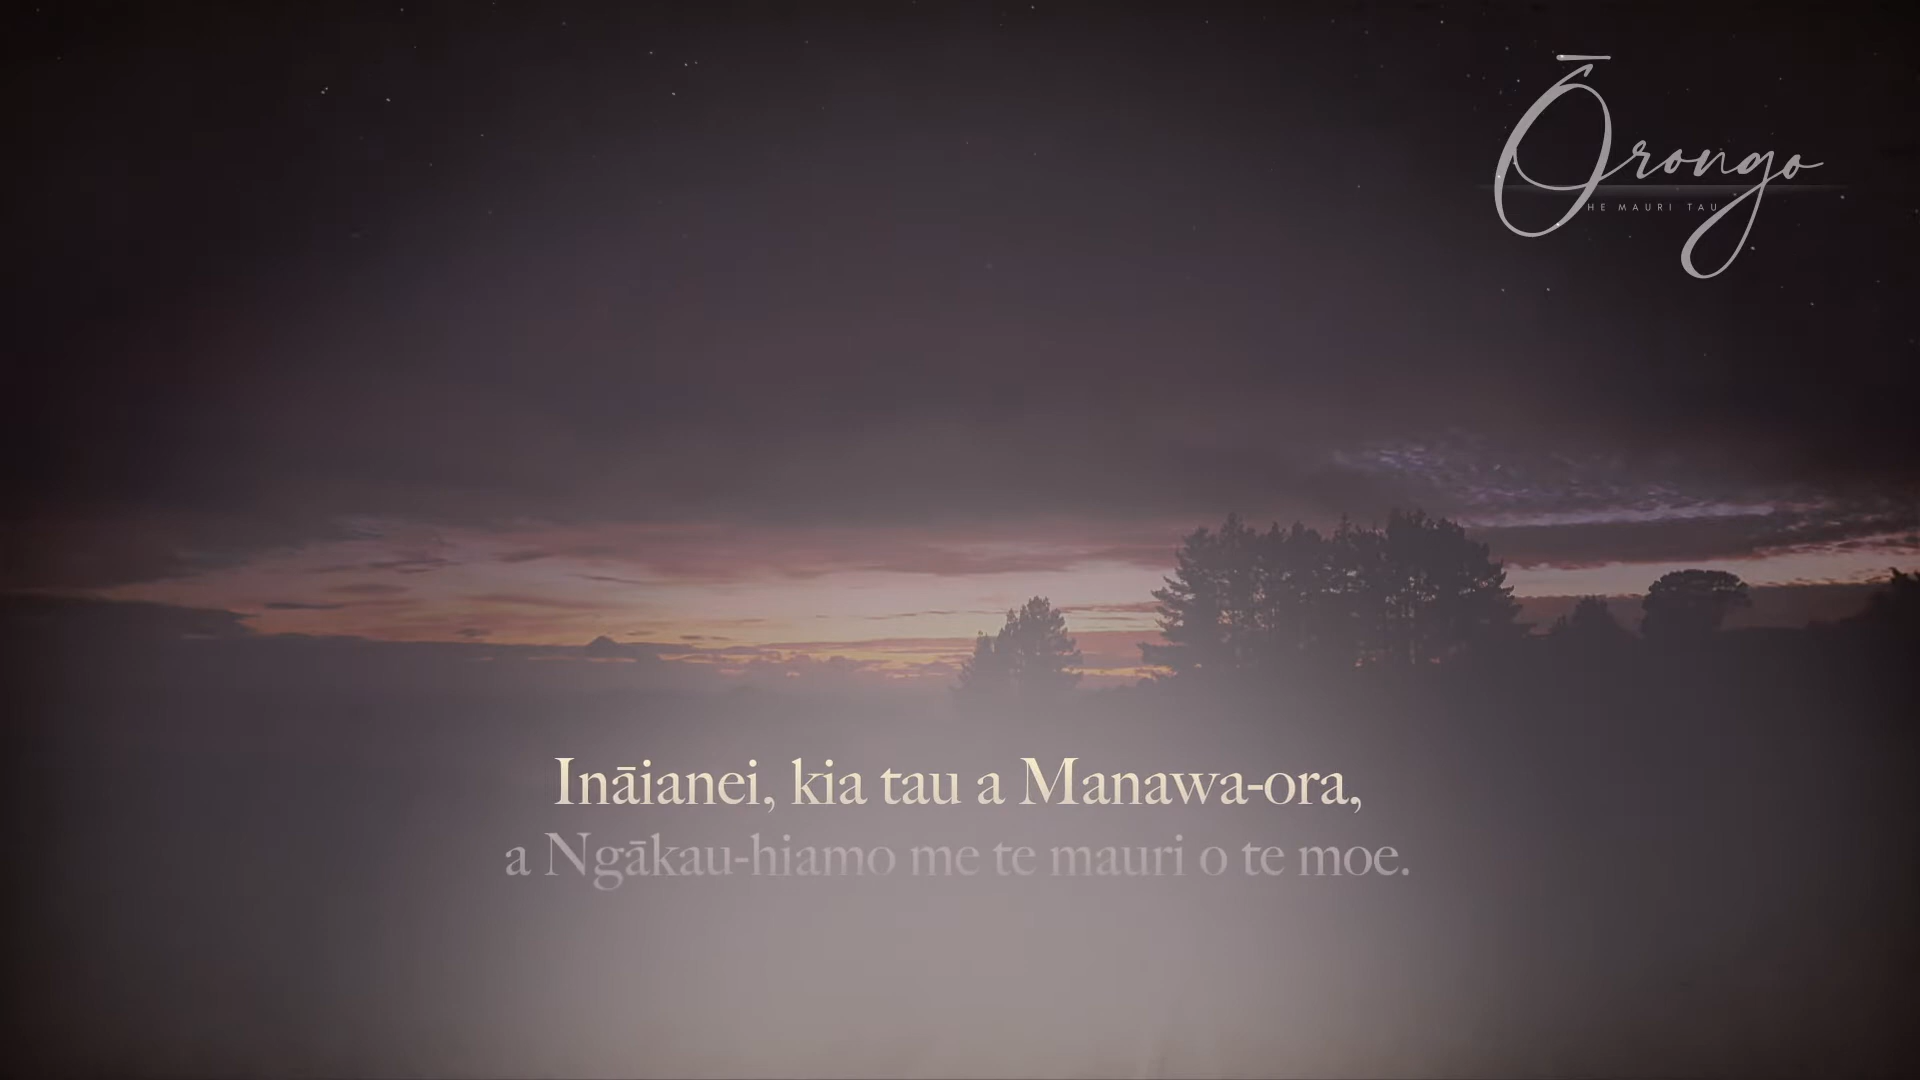 Ōrongo
HE MAURI TAU
Ināianei, kia tau a Manawa-ora,
a Ngākau-hiamo me te mauri o te moe.